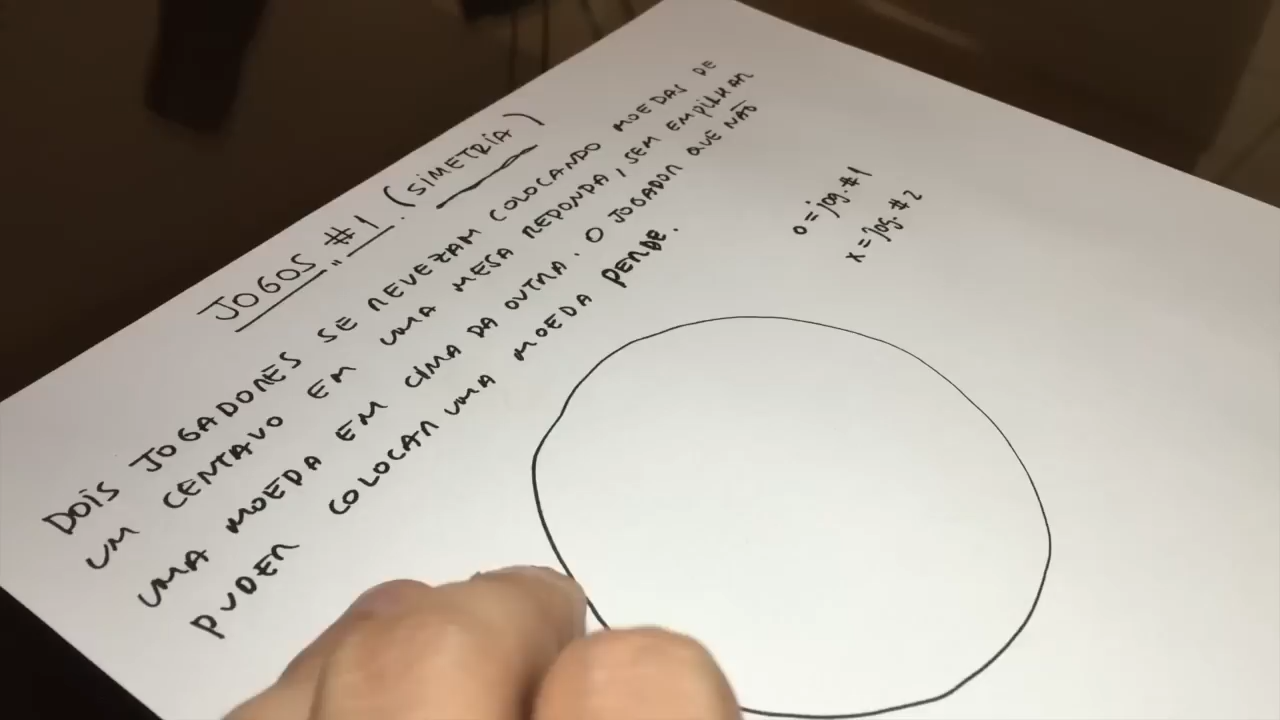 JOGOS #1. (SIMETRIA)
DOIS JOGADORES SE REVEZAM COLOCANDO MOEDAS DE
UM CENTAVO EM UMA MESA REDONDA, SEM EMPILHAR
UMA MOEDA EM CIMA DA OUTRA. O JOGADOR QUE NÃO
PUDER COLOCAR UMA MOEDA PERDE.
O = jog. #1
X = jog. #2